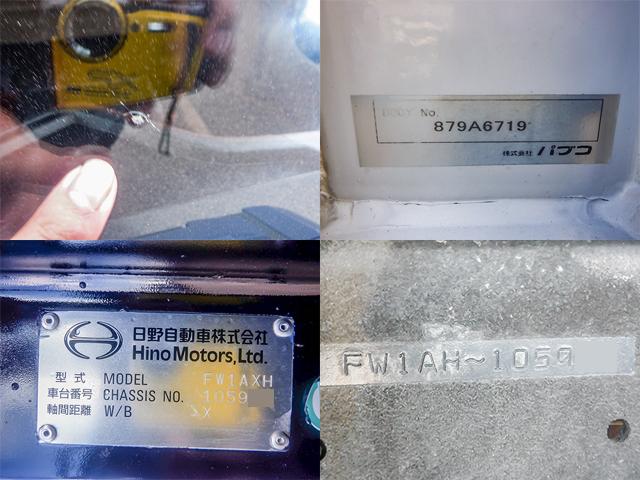 BODY No.
879A6719
株式会社 パブコ
日野自動車株式会社
Hino Motors, Ltd.
型式 MODEL FW1AXH
車台番号 CHASSIS NO. 1059
軸間距離 W/B X
FW1AH~1059